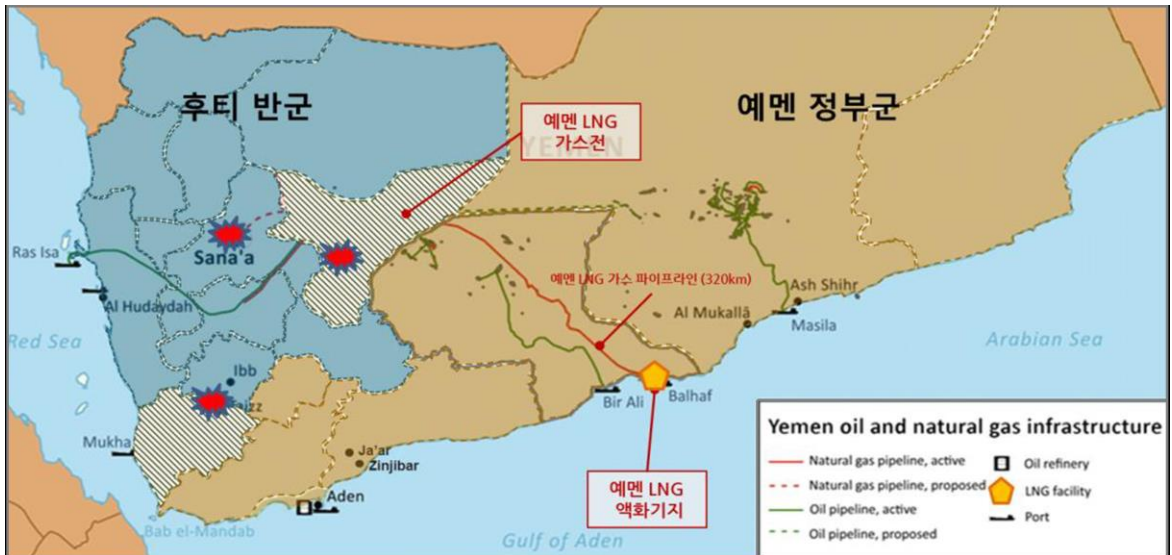 후티 반군
예멘 정부군
예멘 LNG
가스전
YEMEN
Ras Isa
Sana'a
예멘 LNG 가스 파이프라인 (320km)
Al Hudaydah
Ash Shihr
Al Mukallā
Masila
Red Sea
Arabian Sea
Ibb
Bir Ali
Balhaf
Mukha
Ja'ar
Zinjibar
Aden
예멘 LNG
액화기지
Bab el-Mandab
Gulf of Aden
Yemen oil and natural gas infrastructure
Natural gas pipeline, active
Natural gas pipeline, proposed
Oil pipeline, active
Oil pipeline, proposed
Oil refinery
LNG facility
Port